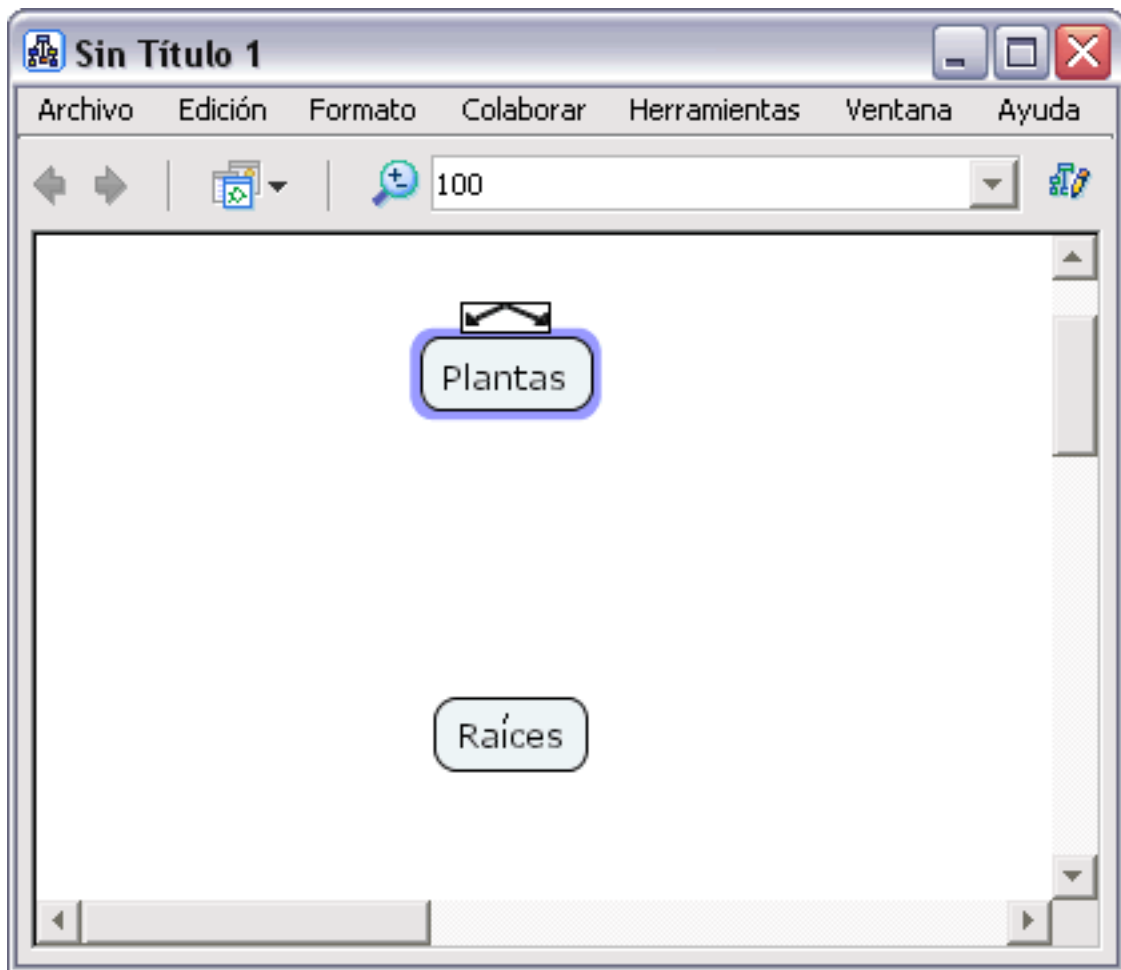 Sin Título 1
Archivo Edición Formato Colaborar Herramientas Ventana Ayuda
100
Plantas
Raíces